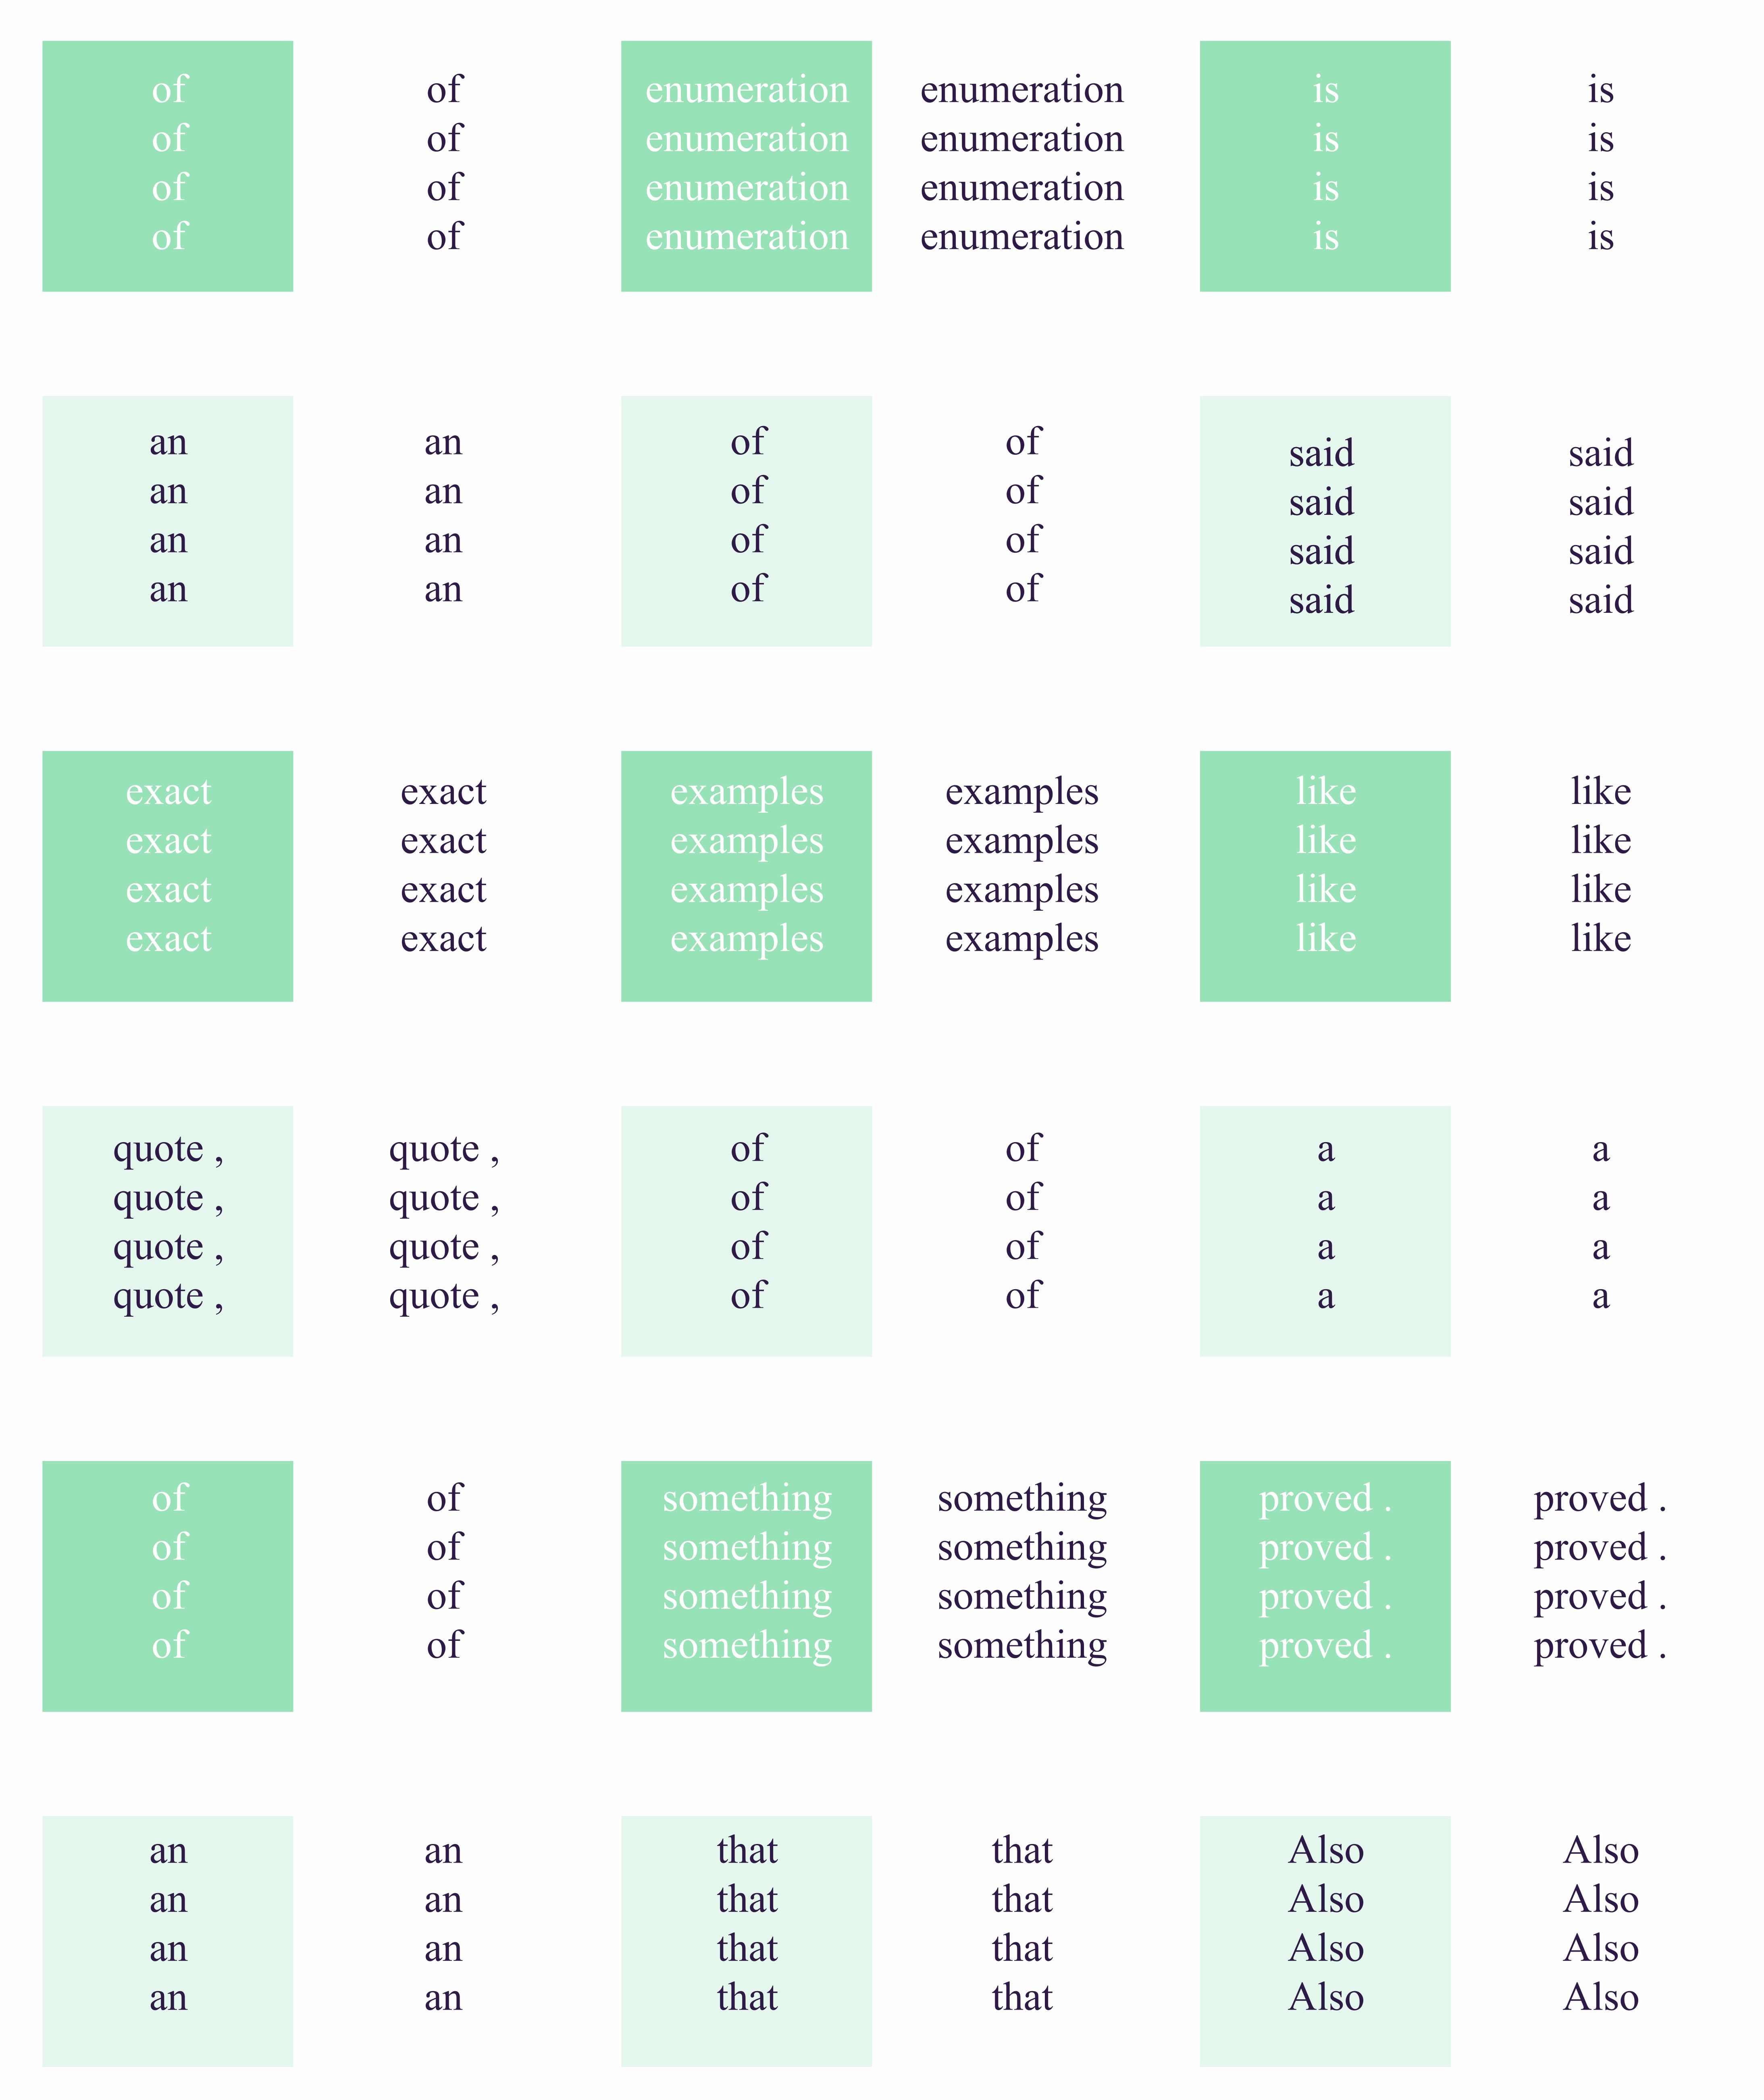 of of enumeration enumeration is is
of of enumeration enumeration is is
of of enumeration enumeration is is
of of enumeration enumeration is is
an an of of said said
an an of of said said
an an of of said said
an an of of said said
exact exact examples examples like like
exact exact examples examples like like
exact exact examples examples like like
exact exact examples examples like like
quote , quote , of of a a
quote , quote , of of a a
quote , quote , of of a a
quote , quote , of of a a
of of something something proved . proved .
of of something something proved . proved .
of of something something proved . proved .
of of something something proved . proved .
an an that that Also Also
an an that that Also Also
an an that that Also Also
an an that that Also Also